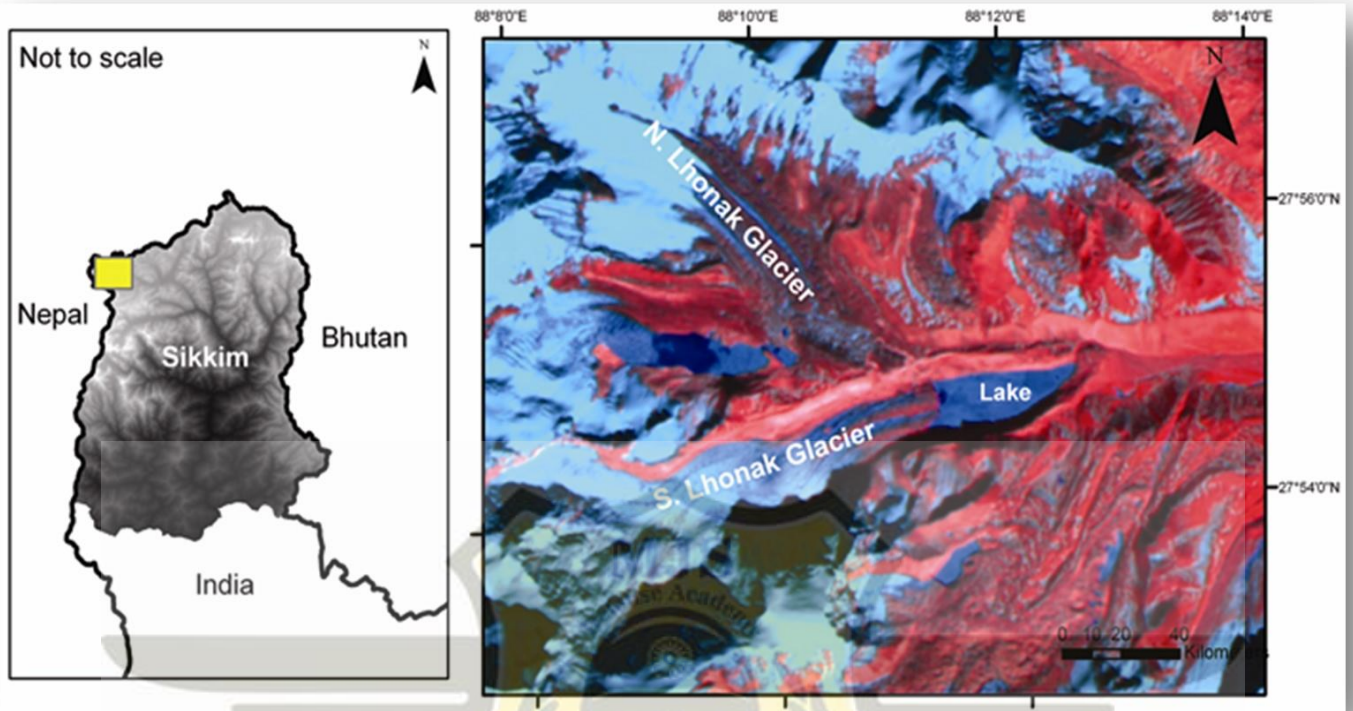 Not to scale
N
Nepal
Sikkim
Bhutan
India
88°8'0"E
88°10'0"E
88°12'0"E
88°14'0"E
N
N. Lhonak Glacier
27°56'0"N
Lake
S. Lhonak Glacier
27°54'0"N
0 10 20 40